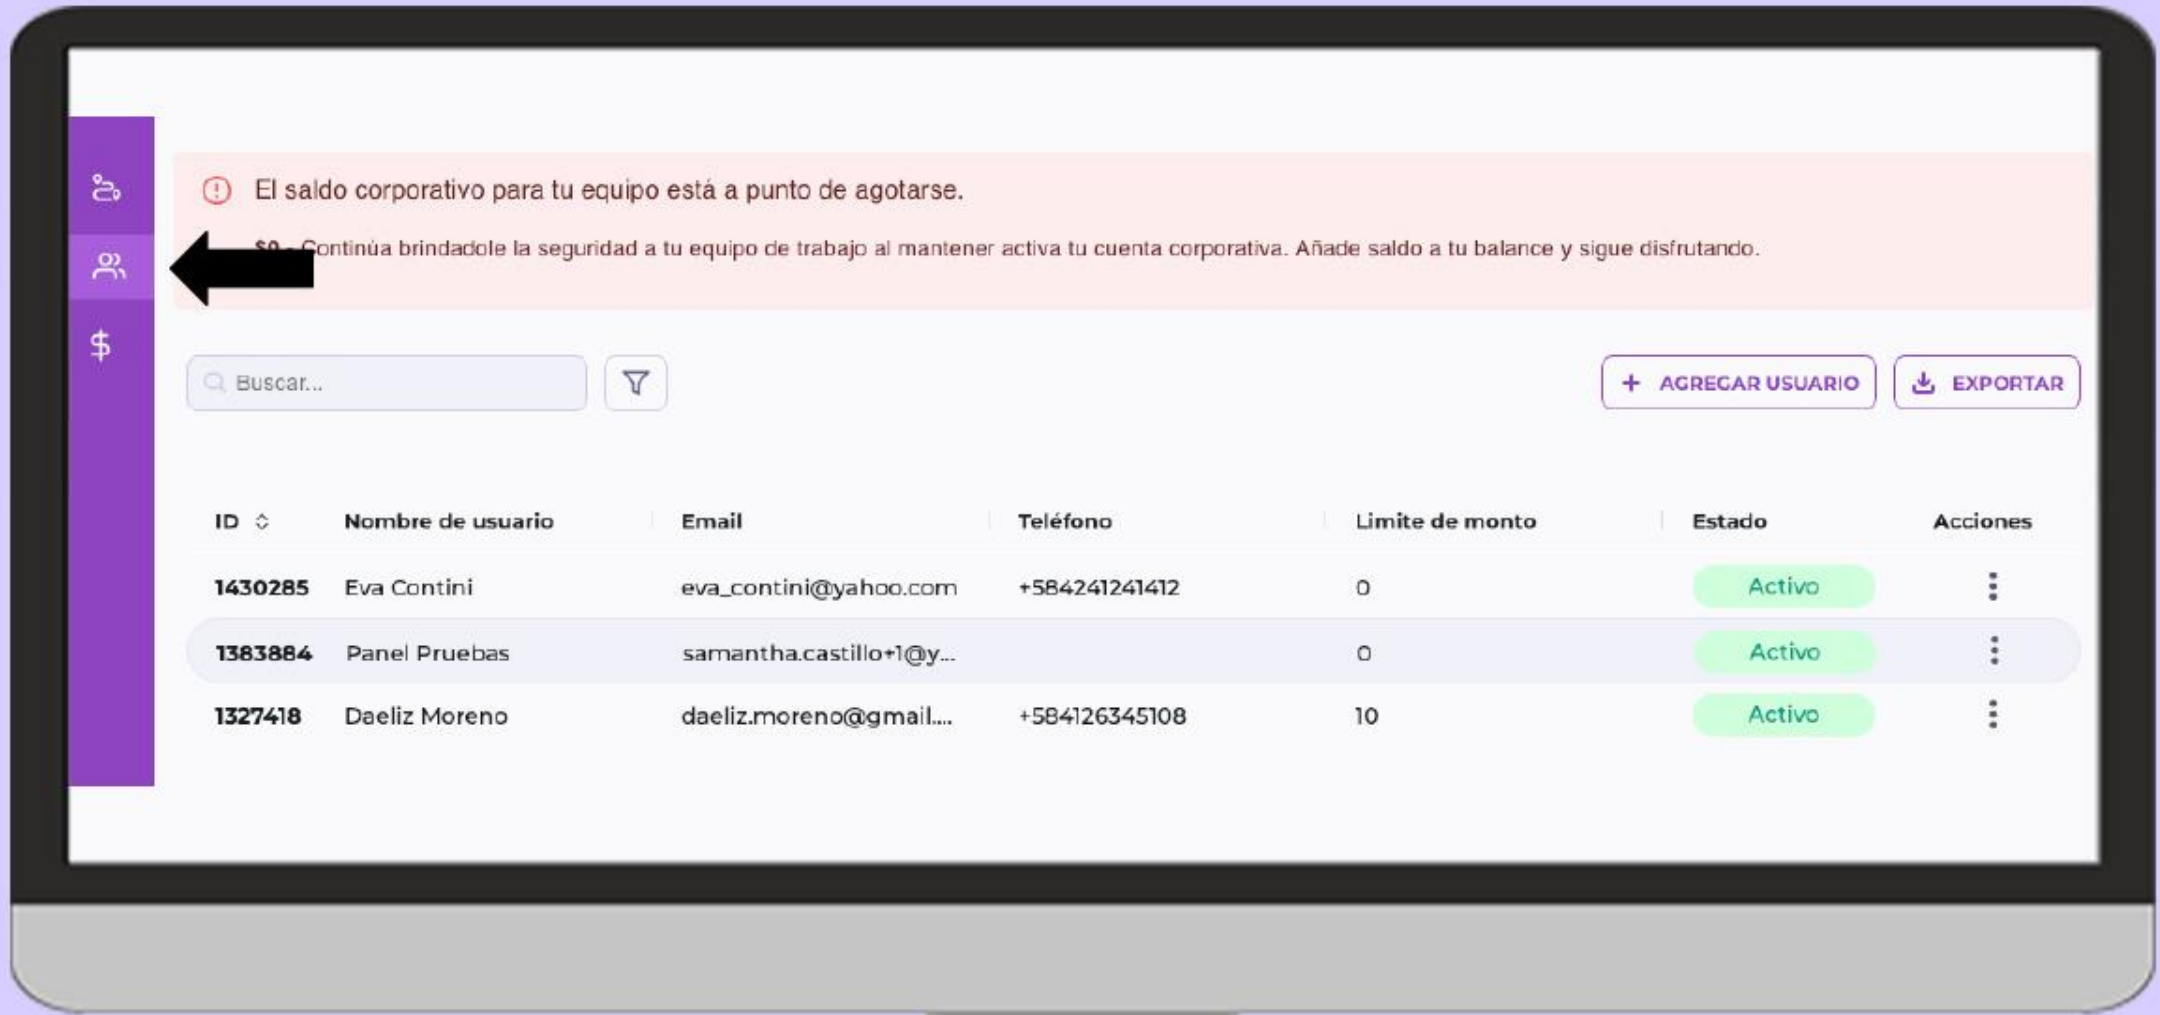 El saldo corporativo para tu equipo está a punto de agotarse.
$0 - Continúa brindadole la seguridad a tu equipo de trabajo al mantener activa tu cuenta corporativa. Añade saldo a tu balance y sigue disfrutando.
$
Buscar...
+ AGREGAR USUARIO EXPORTAR
ID Nombre de usuario Email Teléfono Limite de monto Estado Acciones
1430285 Eva Contini eva_contini@yahoo.com +584241241412 0 Activo
1383884 Panel Pruebas samantha.castillo+1@y... 0 Activo
1327418 Daeliz Moreno daeliz.moreno@gmail.... +584126345108 10 Activo